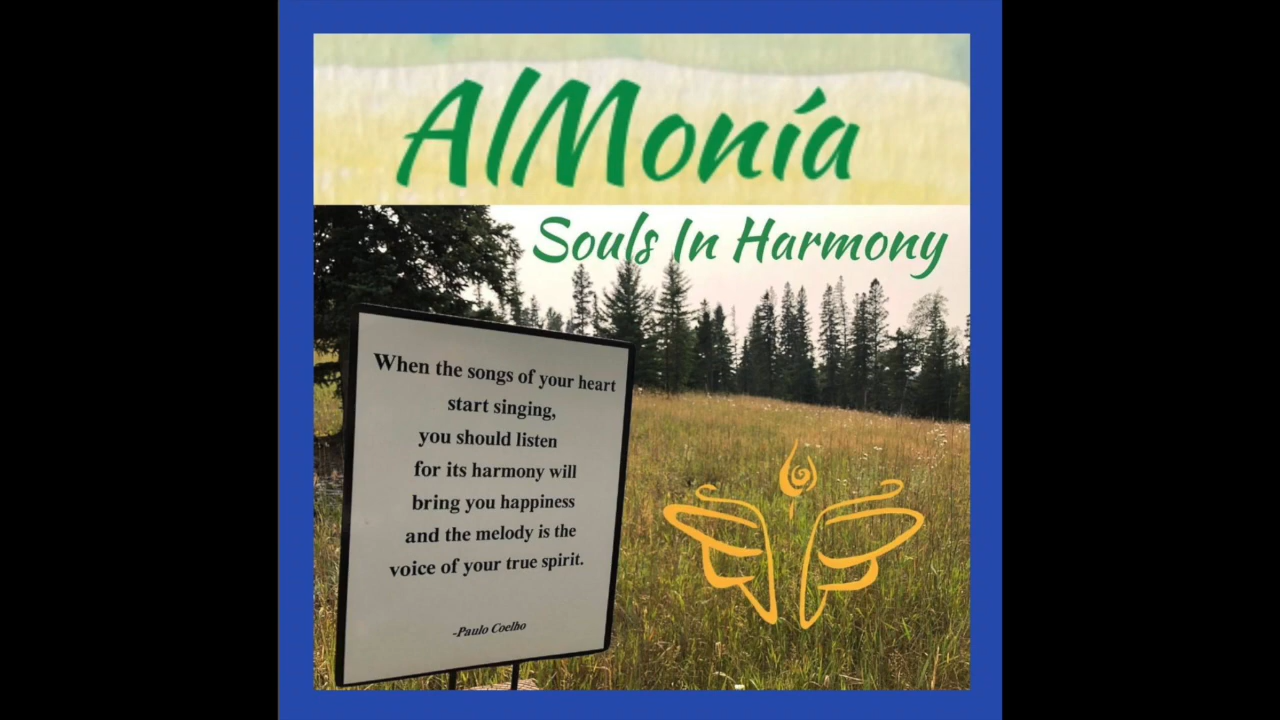 AlMonía
Souls In Harmony
When the songs of your heart
start singing,
you should listen
for its harmony will
bring you happiness
and the melody is the
voice of your true spirit.
-Paulo Coelho